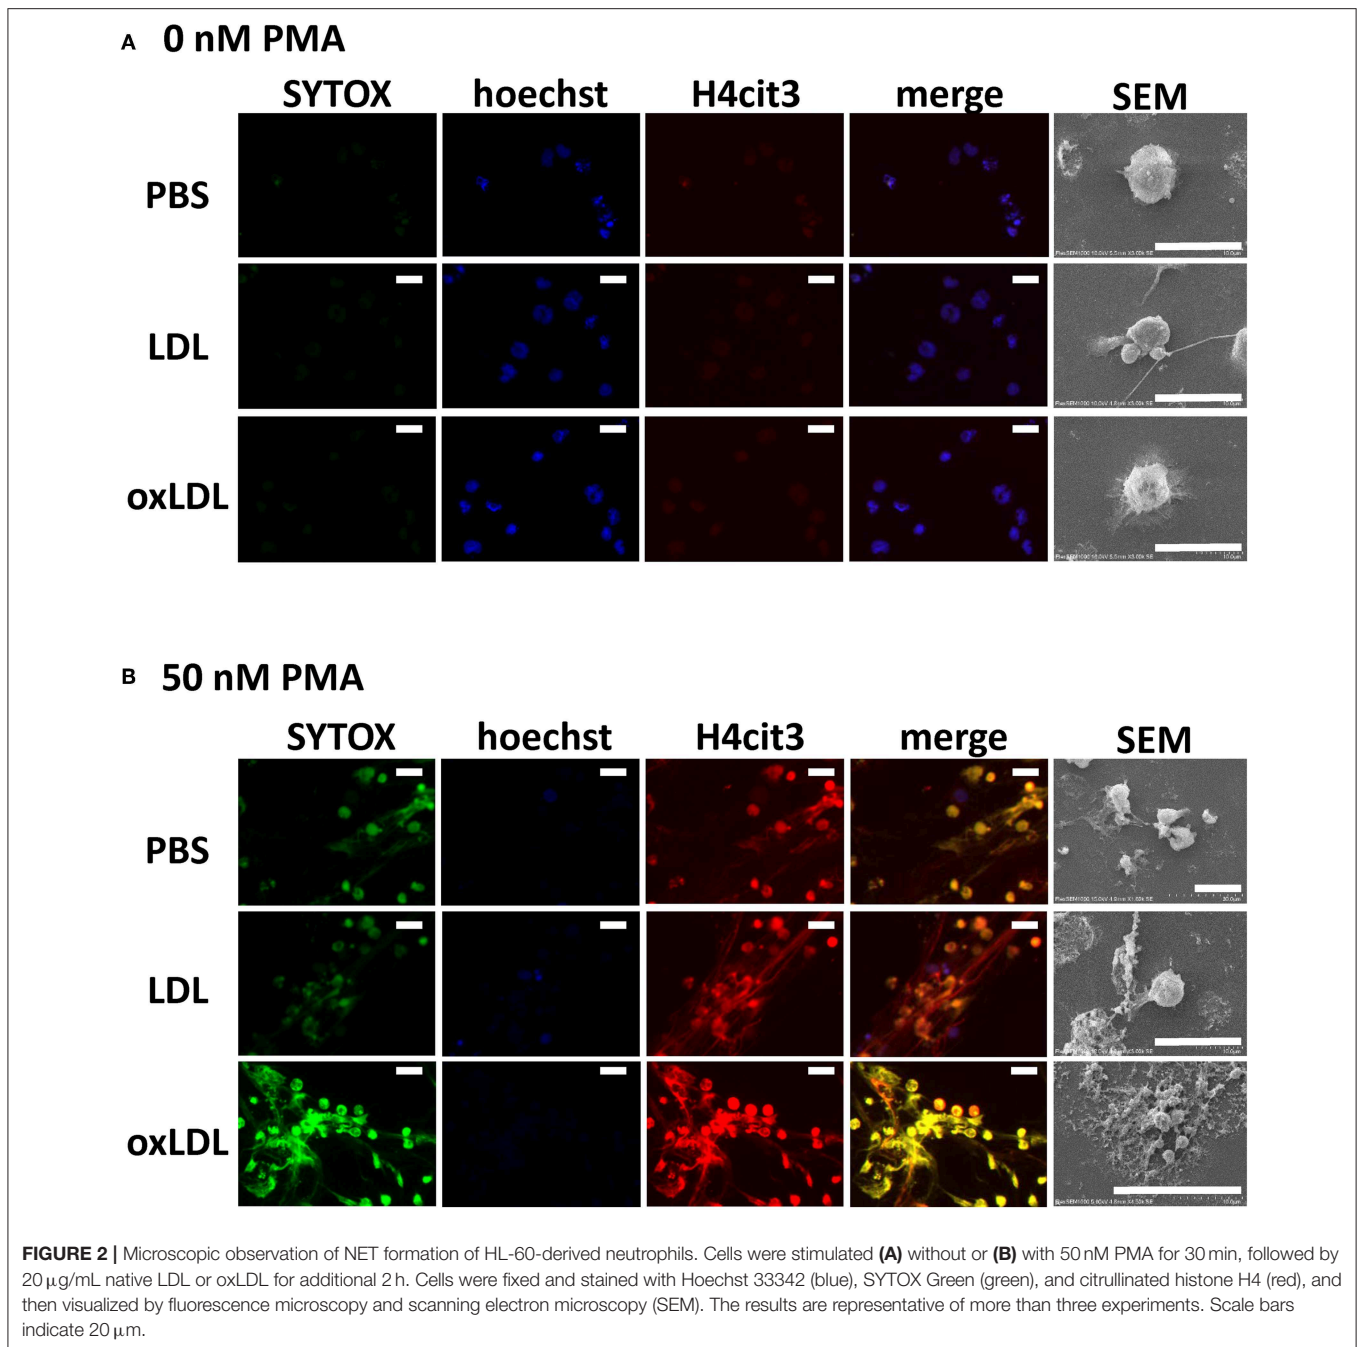 A 0 nM PMA
SYTOX hoechst H4cit3 merge SEM
PBS
LDL
oxLDL
B 50 nM PMA
SYTOX hoechst H4cit3 merge SEM
PBS
LDL
oxLDL
FIGURE 2 | Microscopic observation of NET formation of HL-60-derived neutrophils. Cells were stimulated (A) without or (B) with 50 nM PMA for 30 min, followed by
20 μg/mL native LDL or oxLDL for additional 2 h. Cells were fixed and stained with Hoechst 33342 (blue), SYTOX Green (green), and citrullinated histone H4 (red), and
then visualized by fluorescence microscopy and scanning electron microscopy (SEM). The results are representative of more than three experiments. Scale bars
indicate 20 μm.